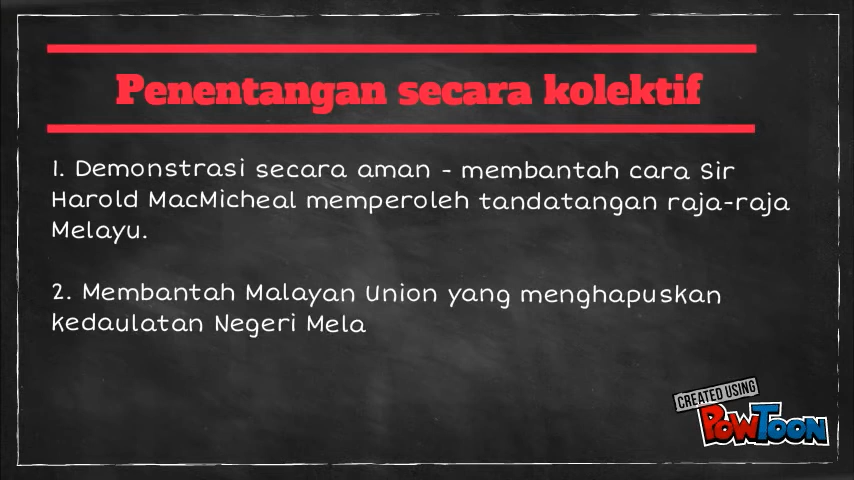 Penentangan secara kolektif
1. Demonstrasi secara aman - membantah cara Sir
Harold MacMicheal memperoleh tandatangan raja-raja
Melayu.
2. Membantah Malayan Union yang menghapuskan
kedaulatan Negeri Mela
CREATED USING
POWTOON